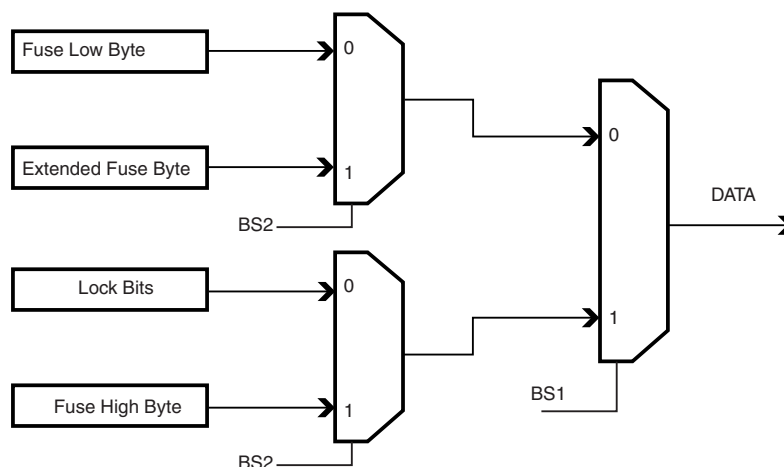 Fuse Low Byte
0
Extended Fuse Byte
1
BS2
0
DATA
Lock Bits
0
1
Fuse High Byte
1
BS1
BS2